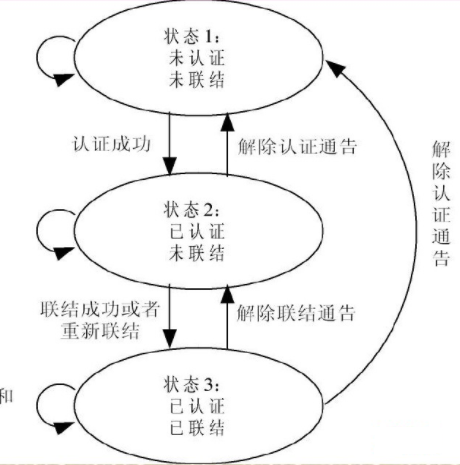 状态1：
未认证
未联结
认证成功
解除认证通告
解除认证通告
状态2：
已认证
未联结
联结成功或者
重新联结
解除联结通告
状态3：
已认证
已联结
和